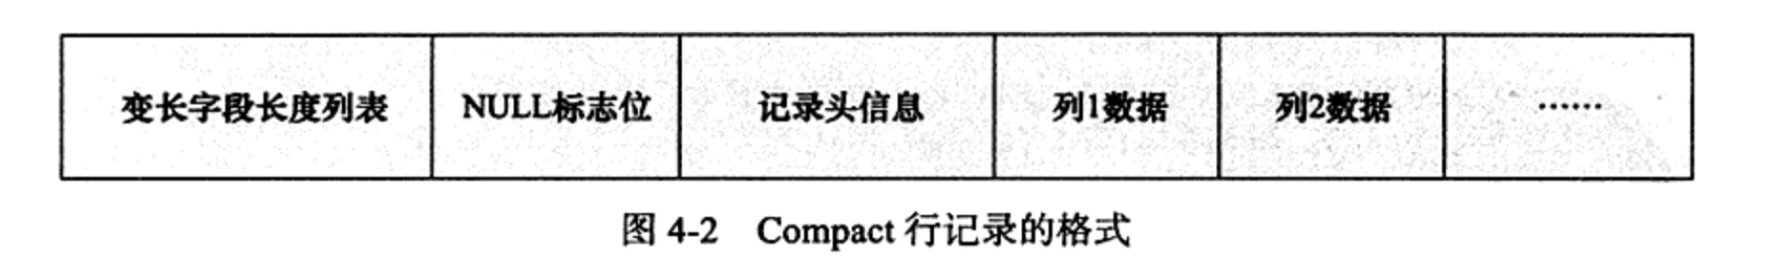 变长字段长度列表 NULL标志位 记录头信息 列1数据 列2数据 ······
图 4-2 Compact 行记录的格式